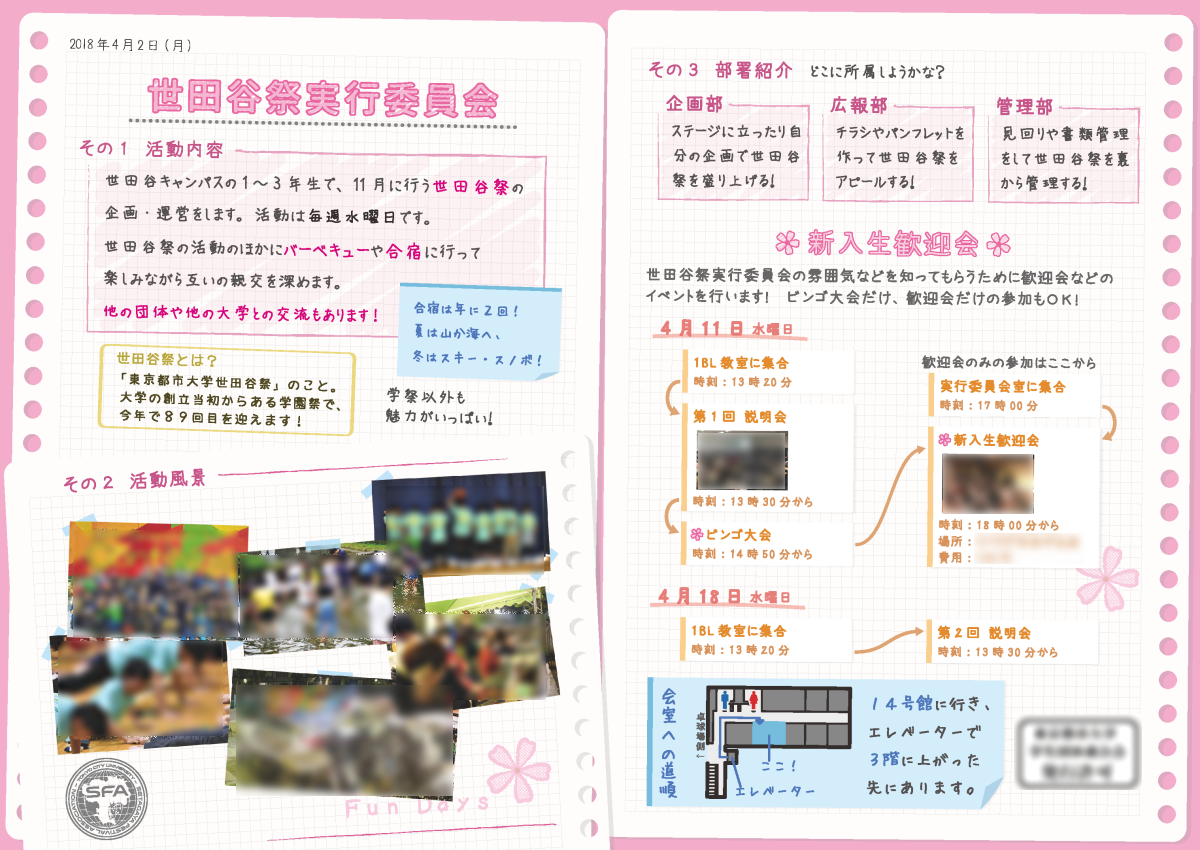 2018年4月2日(月)
世田谷祭実行委員会
その1 活動内容
世田谷キャンパスの1～3年生で、11月に行う世田谷祭の
企画・運営をします。活動は毎週水曜日です。
世田谷祭の活動のほかにバーベキューや合宿に行って
楽しみながら互いの親交を深めます。
他の団体や他の大学との交流もあります!
合宿は年に2回!
夏は山か海へ、
冬はスキー・スノボ!
世田谷祭とは?
「東京都市大学世田谷祭」のこと。
大学の創立当初からある学園祭で、
今年で89回目を迎えます!
学祭以外も
魅力がいっぱい!
その2 活動風景
SFA
Fun Days
その3 部署紹介 どこに所属しようかな?
企画部
ステージに立ったり自
分の企画で世田谷
祭を盛り上げる!
広報部
チラシやパンフレットを
作って世田谷祭を
アピールする!
管理部
見回りや書類管理
をして世田谷祭を裏
から管理する!
新入生歓迎会
世田谷祭実行委員会の雰囲気などを知ってもらうために歓迎会などの
イベントを行います! ビンゴ大会だけ、歓迎会だけの参加もOK!
4月11日 水曜日
1BL教室に集合
時刻:13時20分
第1回 説明会
時刻:13時30分から
ビンゴ大会
時刻:14時50分から
歓迎会のみの参加はここから
実行委員会室に集合
時刻:17時00分
新入生歓迎会
時刻:18時00分から
場所:
費用:
4月18日 水曜日
1BL教室に集合
時刻:13時20分
第2回 説明会
時刻:13時30分から
会室への道順
卓球場側→
ここ!
エレベーター
14号館に行き、
エレベーターで
3階に上がった
先にあります。